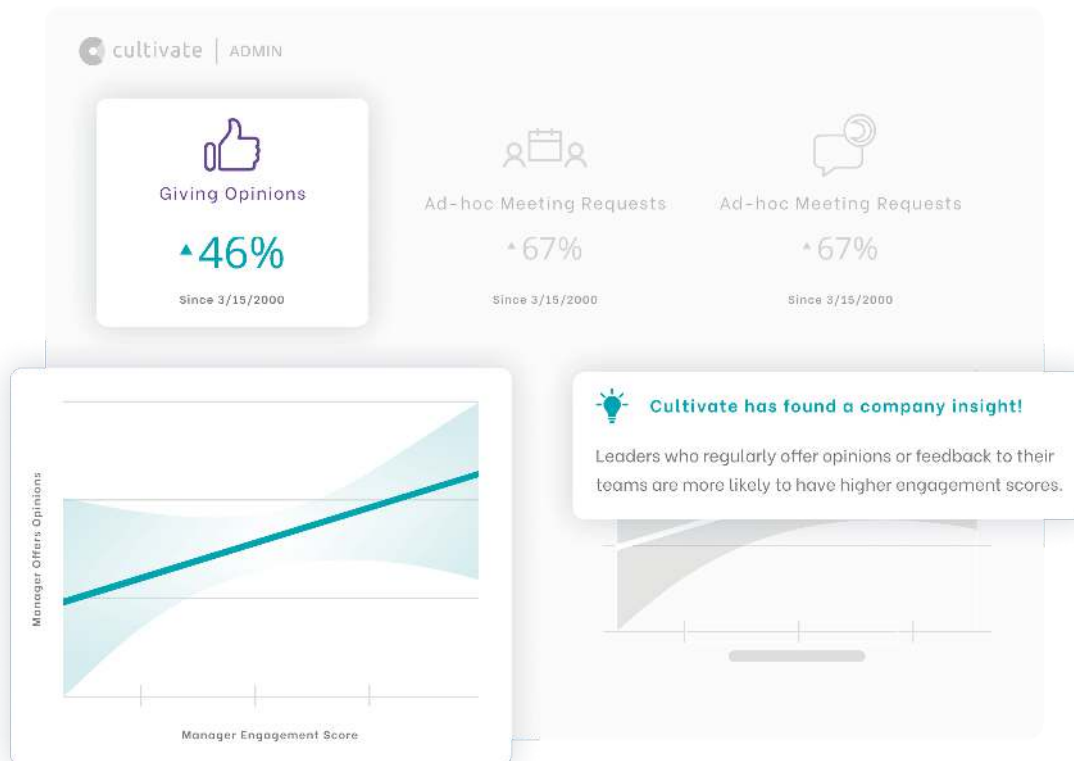 cultivate | ADMIN
Giving Opinions
▲46%
Since 3/15/2000
Ad-hoc Meeting Requests
▲67%
Since 3/15/2000
Ad-hoc Meeting Requests
▲67%
Since 3/15/2000
Manager Offers Opinions
Manager Engagement Score
Cultivate has found a company insight!
Leaders who regularly offer opinions or feedback to their
teams are more likely to have higher engagement scores.